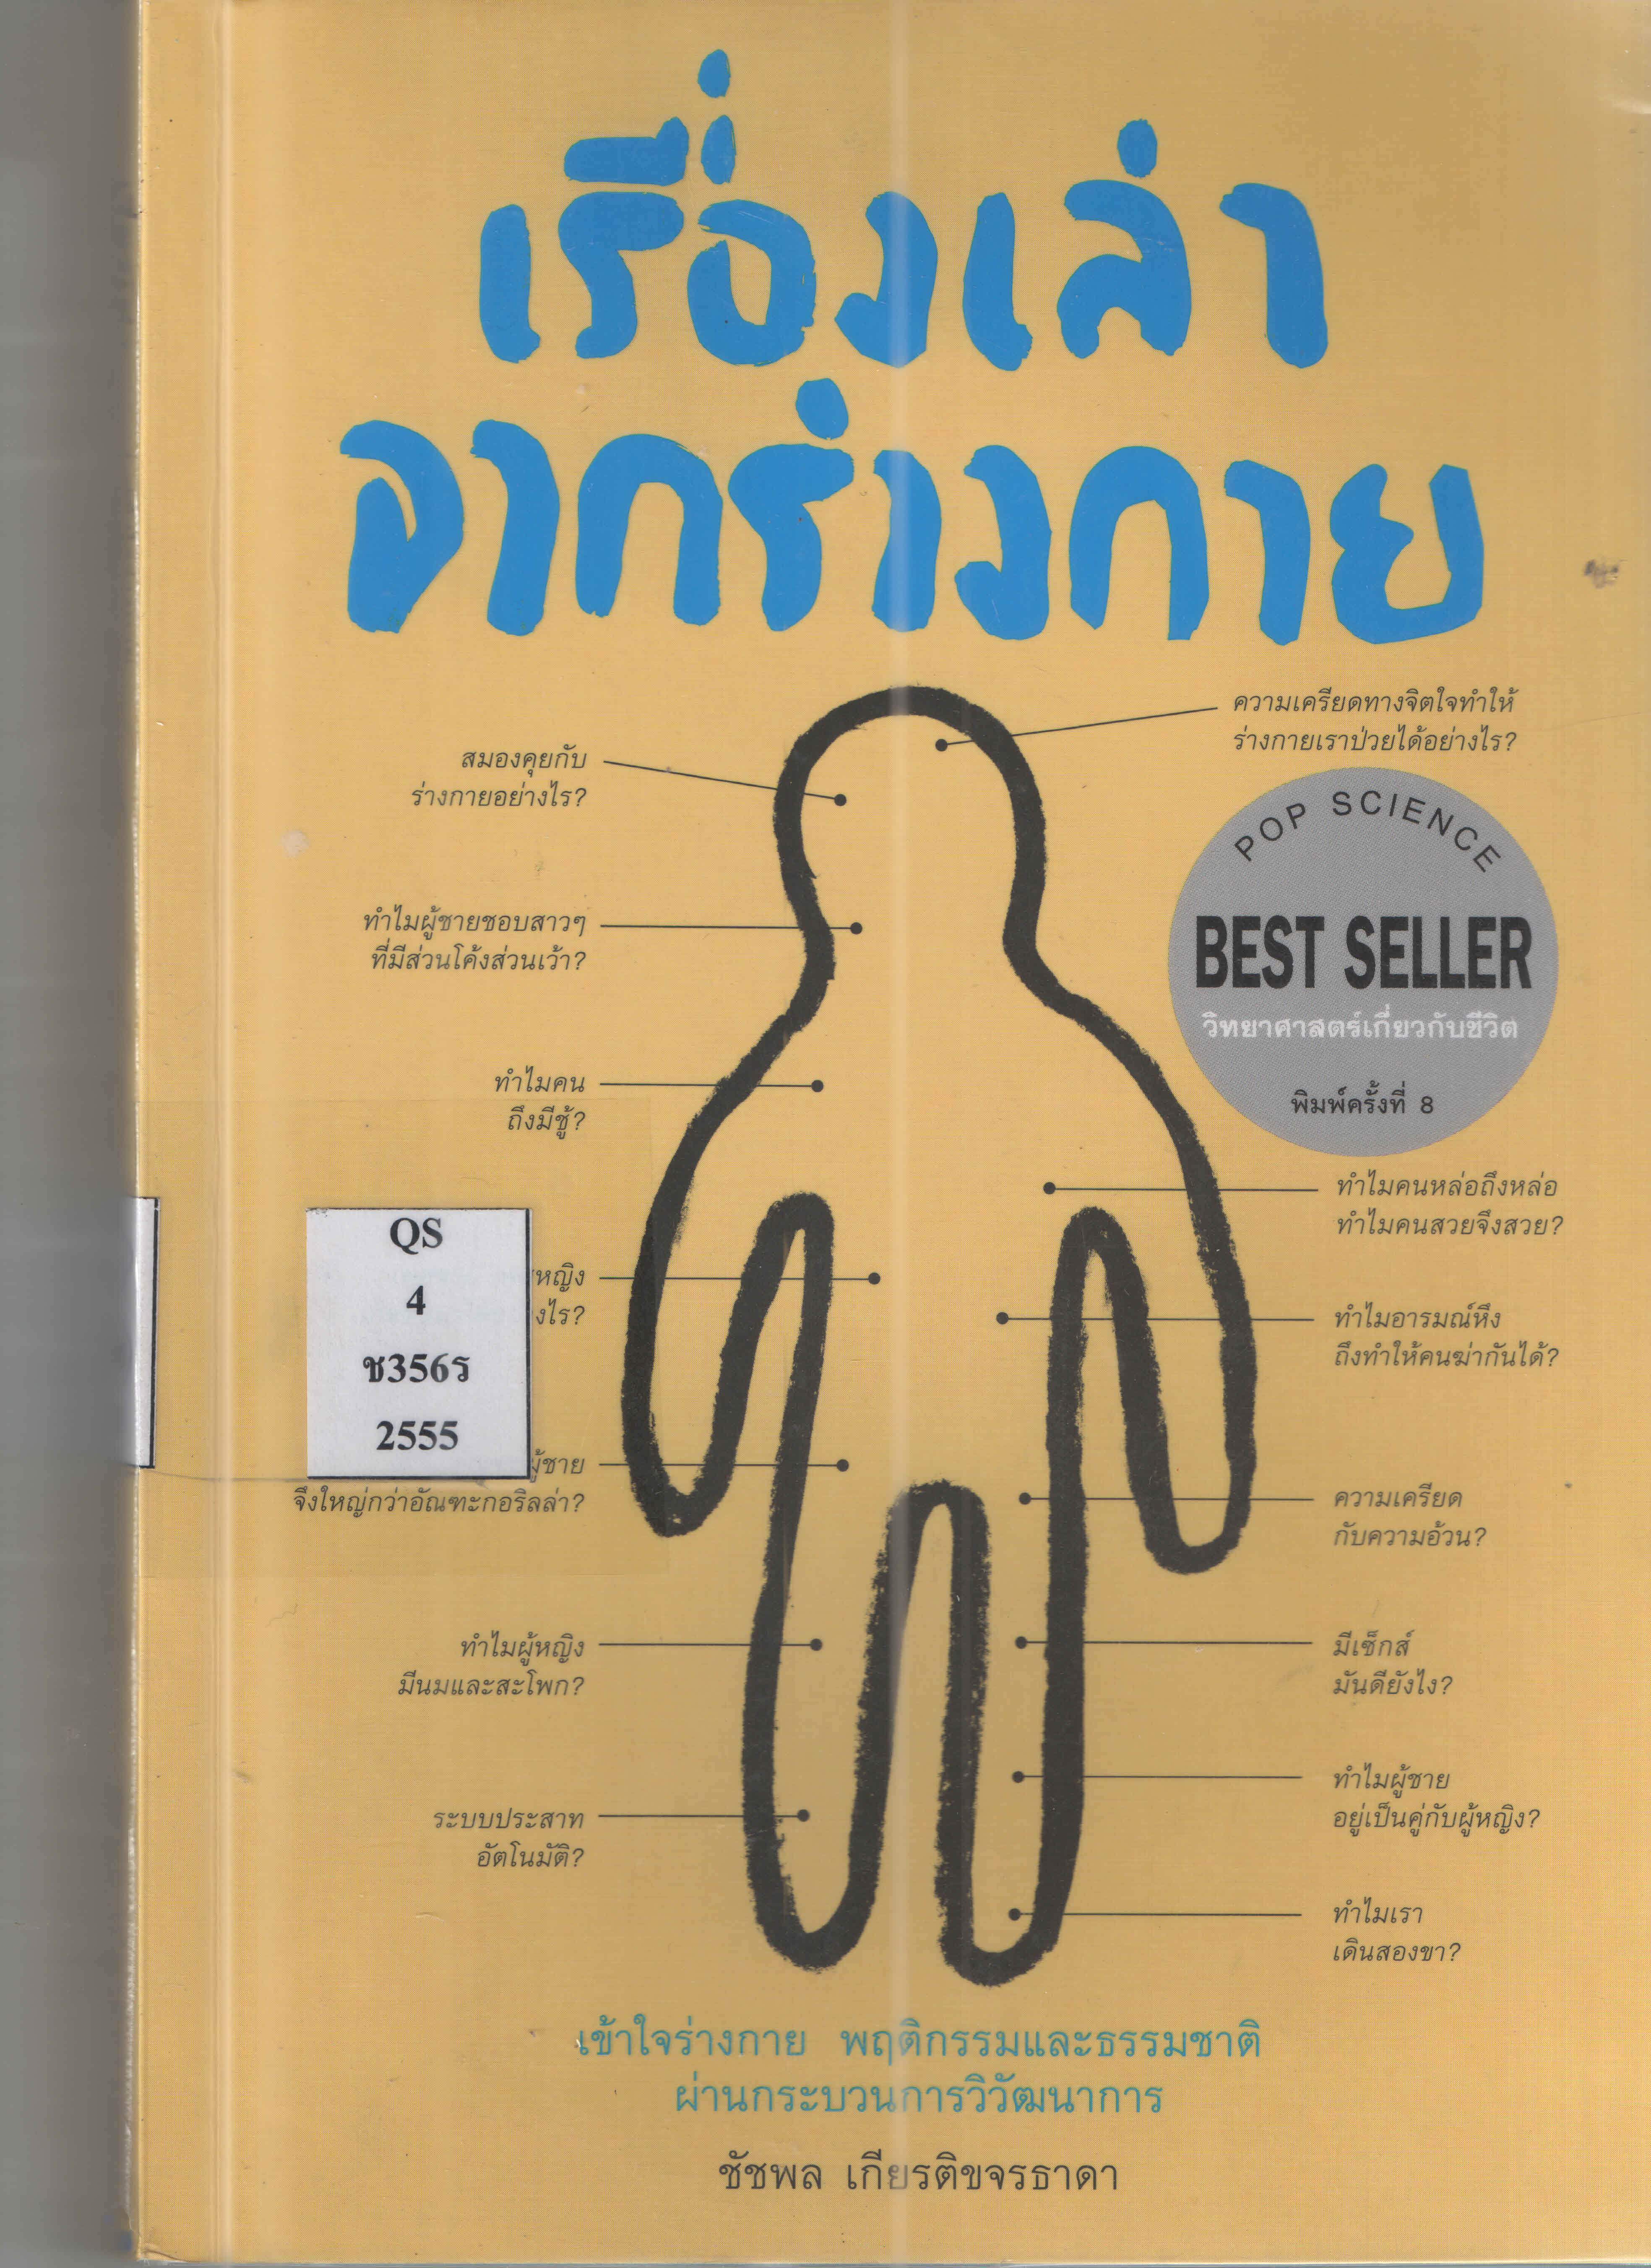 เรื่องเล่า
จากร่างกาย
ความเครียดทางจิตใจทำให้
ร่างกายเราป่วยได้อย่างไร?
สมองคุยกับ
ร่างกายอย่างไร?
POP SCIENCE
BEST SELLER
วิทยาศาสตร์เกี่ยวกับชีวิต
พิมพ์ครั้งที่ 8
ทำไมผู้ชายชอบสาวๆ
ที่มีส่วนโค้งส่วนเว้า?
ทำไมคน
ถึงมีชู้?
ทำไมคนหล่อถึงหล่อ
ทำไมคนสวยจึงสวย?
QS
4
ช356ร
2555
หญิง
งไร?
ทำไมอารมณ์หึง
ถึงทำให้คนฆ่ากันได้?
ผู้ชาย
จึงใหญ่กว่าอัณฑะกอริลล่า?
ความเครียด
กับความอ้วน?
ทำไมผู้หญิง
มีนมและสะโพก?
มีเซ็กส์
มันดียังไง?
ทำไมผู้ชาย
อยู่เป็นคู่กับผู้หญิง?
ระบบประสาท
อัตโนมัติ?
ทำไมเรา
เดินสองขา?
เข้าใจร่างกาย พฤติกรรมและธรรมชาติ
ผ่านกระบวนการวิวัฒนาการ
ชัชพล เกียรติขจรธาดา